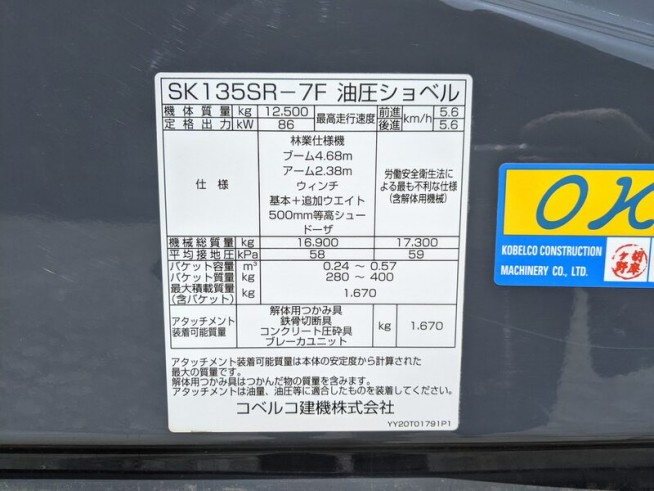 SK135SR-7F 油圧ショベル
機体質量 kg 12.500 最高走行速度 前進 km/h 5.6
定格出力 kW 86 後進 5.6
仕様
林業仕様機
ブーム4.68m
アーム2.38m
ウィンチ
基本+追加ウエイト
500mm等高シュー
ドーザ
労働安全衛生法に
よる最も不利な仕様
(含解体用機械)
機械総質量 kg 16.900 17.300
平均接地圧 kPa 58 59
バケット容量 m³ 0.24 ~ 0.57
バケット質量 kg 280 ~ 400
最大積載質量
(含バケット) kg 1.670
アタッチメント
装着可能質量
解体用つかみ具
鉄骨切断具
コンクリート圧砕具
ブレーカユニット
kg 1.670
アタッチメント装着可能質量は本体の安定度から計算された
最大の質量です。
解体用つかみ具はつかんだ物の質量を含みます。
アタッチメントは油量、油圧等に適合したものを装着してください。
コベルコ建機株式会社
YY20T01791P1
OK
KOBELCO CONSTRUCTION
MACHINERY CO., LTD.